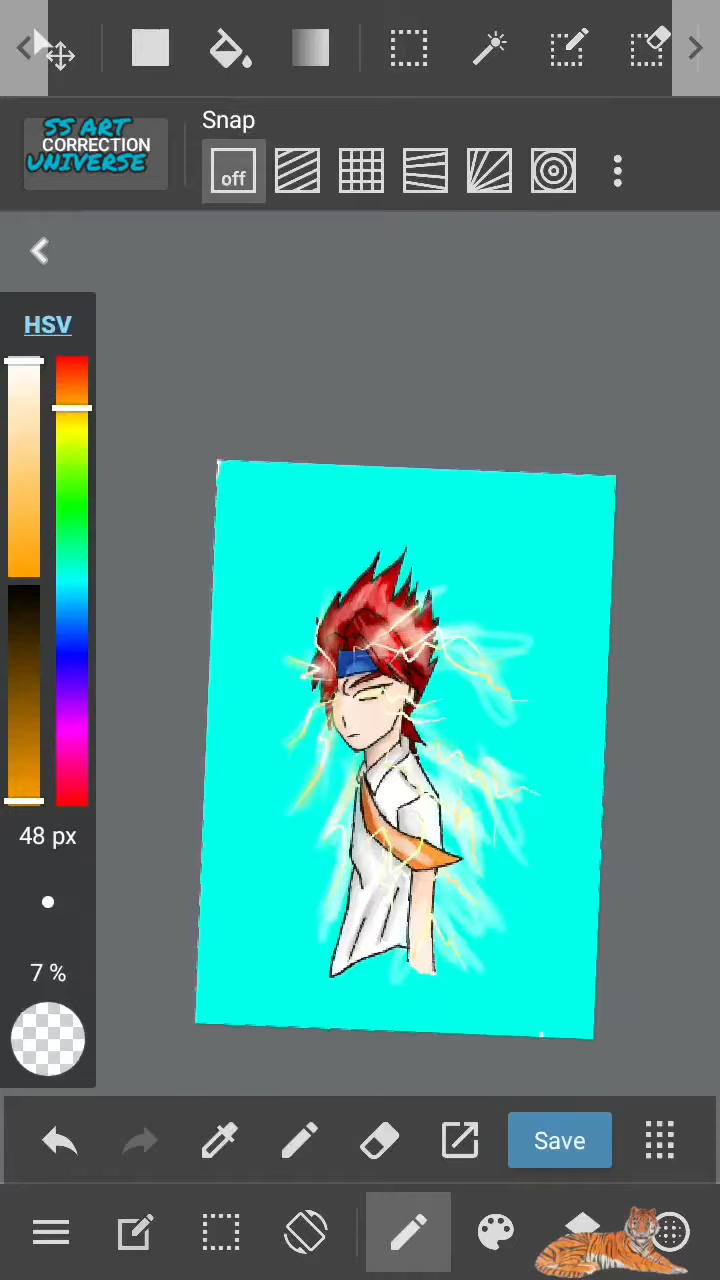 Snap
SS ART
CORRECTION
UNIVERSE
off
HSV
48 px
7 %
Save